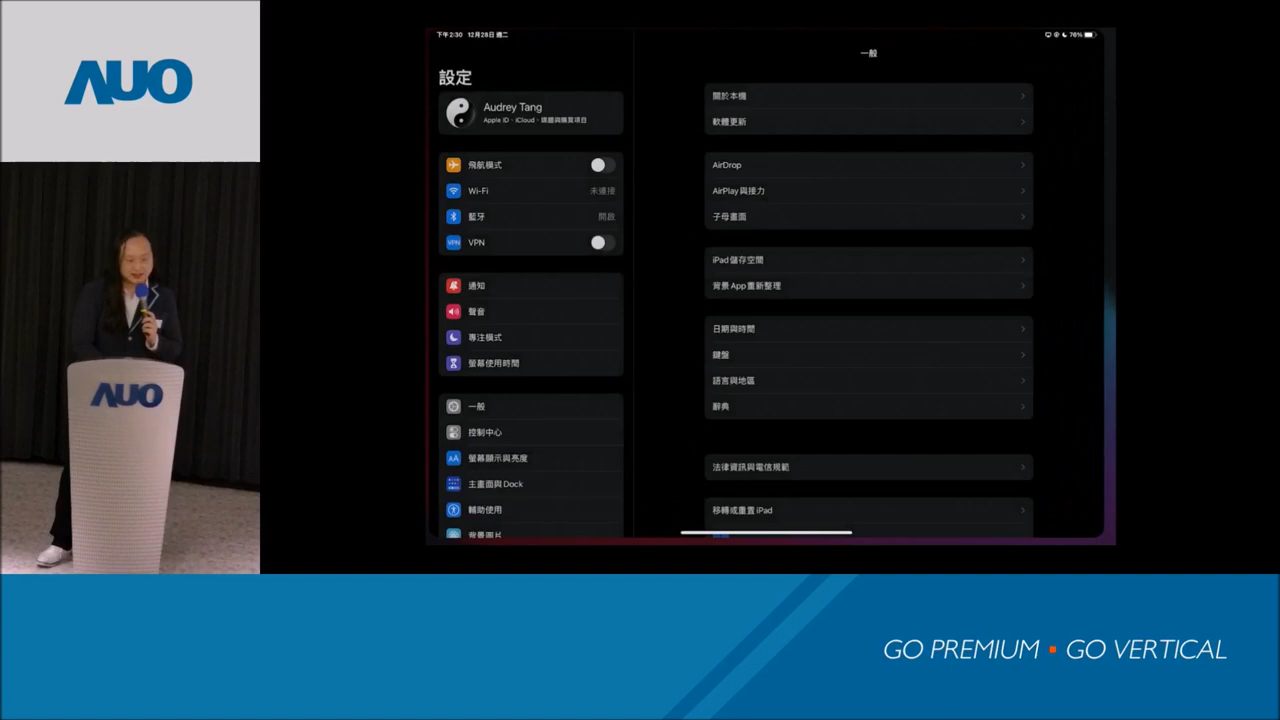 AUO
下午2:30 12月28日 週二
76%
設定
Audrey Tang
Apple ID、iCloud、媒體與購買項目
飛航模式
Wi-Fi 未連接
藍牙 開啟
VPN VPN
通知
聲音
專注模式
螢幕使用時間
一般
控制中心
AA 螢幕顯示與亮度
主畫面與Dock
輔助使用
背景圖片
一般
關於本機
軟體更新
AirDrop
AirPlay與接力
子母畫面
iPad儲存空間
背景App重新整理
日期與時間
鍵盤
語言與地區
辭典
法律資訊與電信規範
移轉或重置iPad
AUO
GO PREMIUM ▪ GO VERTICAL